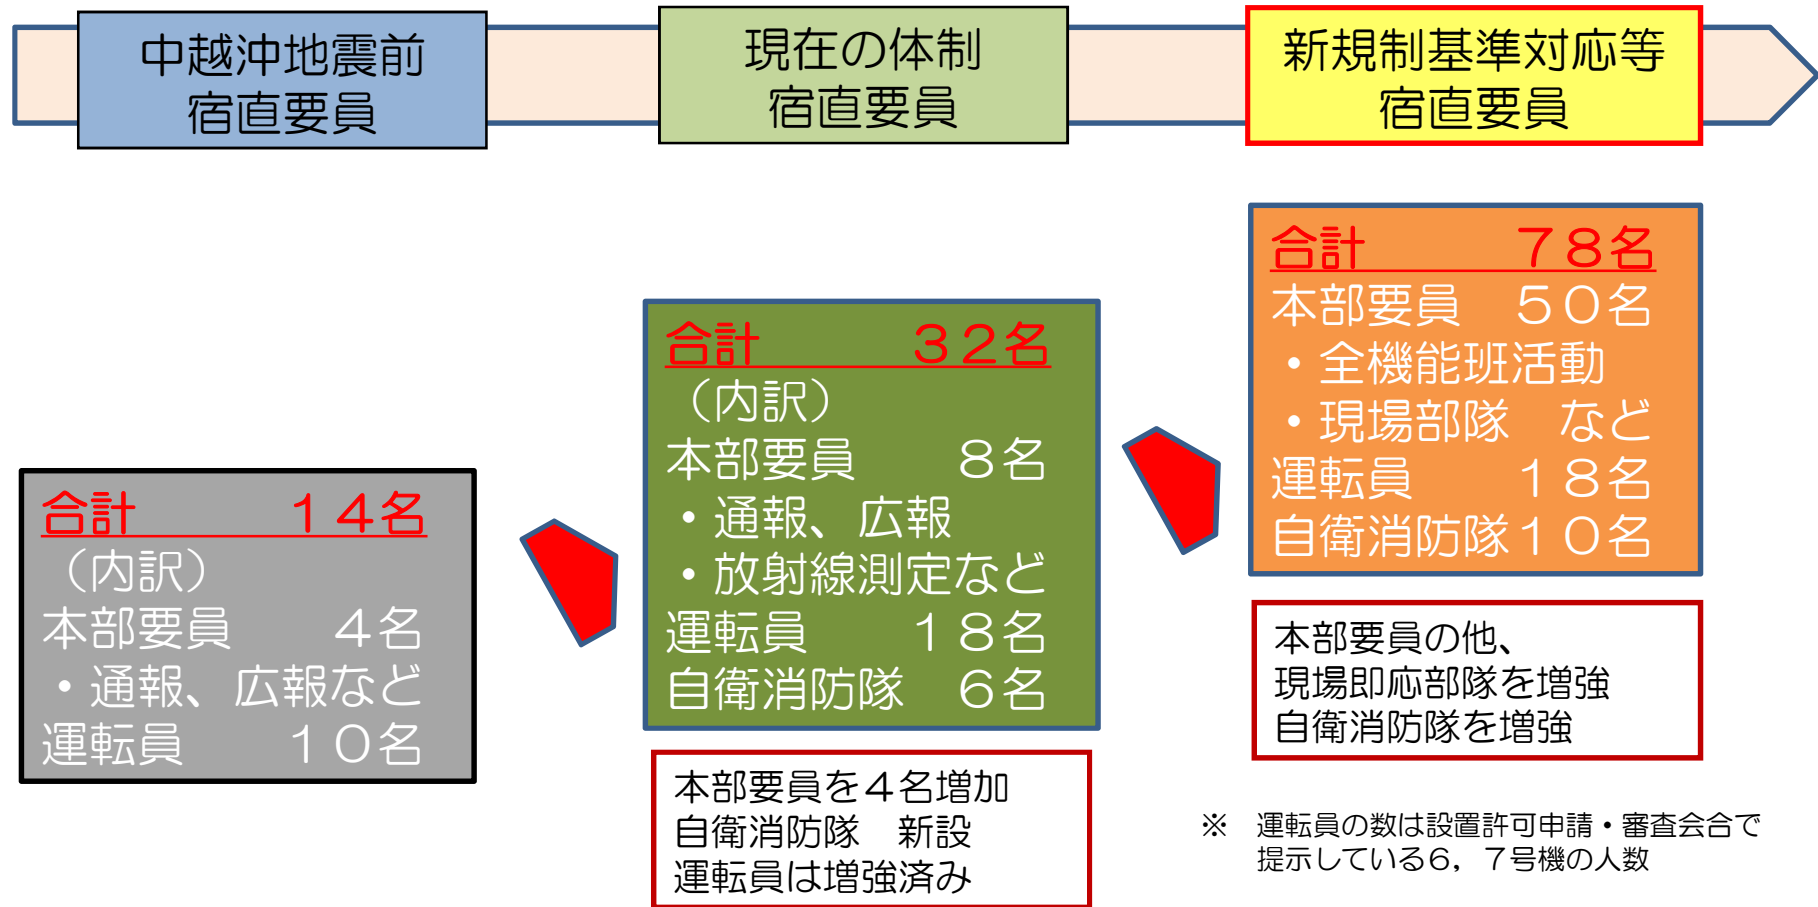 中越沖地震前
宿直要員
現在の体制
宿直要員
新規制基準対応等
宿直要員
合計　　　１４名
（内訳）
本部要員　　４名
・通報、広報など
運転員　　１０名
合計　　　３２名
（内訳）
本部要員　　８名
・通報、広報
・放射線測定など
運転員　　１８名
自衛消防隊　６名
本部要員を４名増加
自衛消防隊　新設
運転員は増強済み
合計　　　７８名
本部要員　５０名
・全機能班活動
・現場部隊　など
運転員　　１８名
自衛消防隊１０名
本部要員の他、
現場即応部隊を増強
自衛消防隊を増強
※　運転員の数は設置許可申請・審査会合で
提示している６，７号機の人数